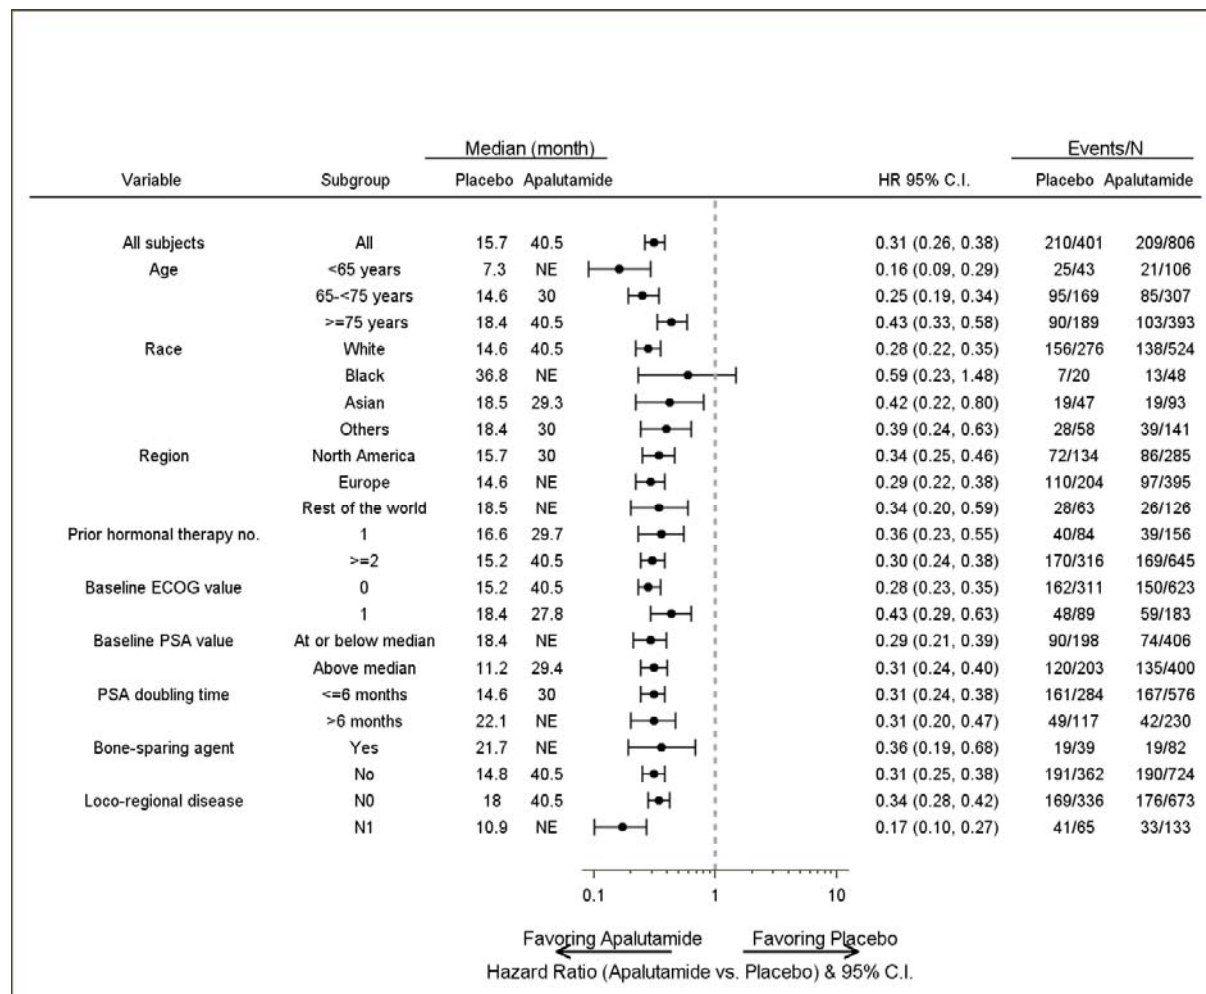 Median (month) Events/N
Variable Subgroup Placebo Apalutamide HR 95% C.I. Placebo Apalutamide
All subjects All 15.7 40.5 0.31 (0.26, 0.38) 210/401 209/806
Age <65 years 7.3 NE 0.16 (0.09, 0.29) 25/43 21/106
65-<75 years 14.6 30 0.25 (0.19, 0.34) 95/169 85/307
>=75 years 18.4 40.5 0.43 (0.33, 0.58) 90/189 103/393
Race White 14.6 40.5 0.28 (0.22, 0.35) 156/276 138/524
Black 36.8 NE 0.59 (0.23, 1.48) 7/20 13/48
Asian 18.5 29.3 0.42 (0.22, 0.80) 19/47 19/93
Others 18.4 30 0.39 (0.24, 0.63) 28/58 39/141
Region North America 15.7 30 0.34 (0.25, 0.46) 72/134 86/285
Europe 14.6 NE 0.29 (0.22, 0.38) 110/204 97/395
Rest of the world 18.5 NE 0.34 (0.20, 0.59) 28/63 26/126
Prior hormonal therapy no. 1 16.6 29.7 0.36 (0.23, 0.55) 40/84 39/156
>=2 15.2 40.5 0.30 (0.24, 0.38) 170/316 169/645
Baseline ECOG value 0 15.2 40.5 0.28 (0.23, 0.35) 162/311 150/623
1 18.4 27.8 0.43 (0.29, 0.63) 48/89 59/183
Baseline PSA value At or below median 18.4 NE 0.29 (0.21, 0.39) 90/198 74/406
Above median 11.2 29.4 0.31 (0.24, 0.40) 120/203 135/400
PSA doubling time <=6 months 14.6 30 0.31 (0.24, 0.38) 161/284 167/576
>6 months 22.1 NE 0.31 (0.20, 0.47) 49/117 42/230
Bone-sparing agent Yes 21.7 NE 0.36 (0.19, 0.68) 19/39 19/82
No 14.8 40.5 0.31 (0.25, 0.38) 191/362 190/724
Loco-regional disease N0 18 40.5 0.34 (0.28, 0.42) 169/336 176/673
N1 10.9 NE 0.17 (0.10, 0.27) 41/65 33/133
0.1 1 10
Favoring Apalutamide Favoring Placebo
Hazard Ratio (Apalutamide vs. Placebo) & 95% C.I.